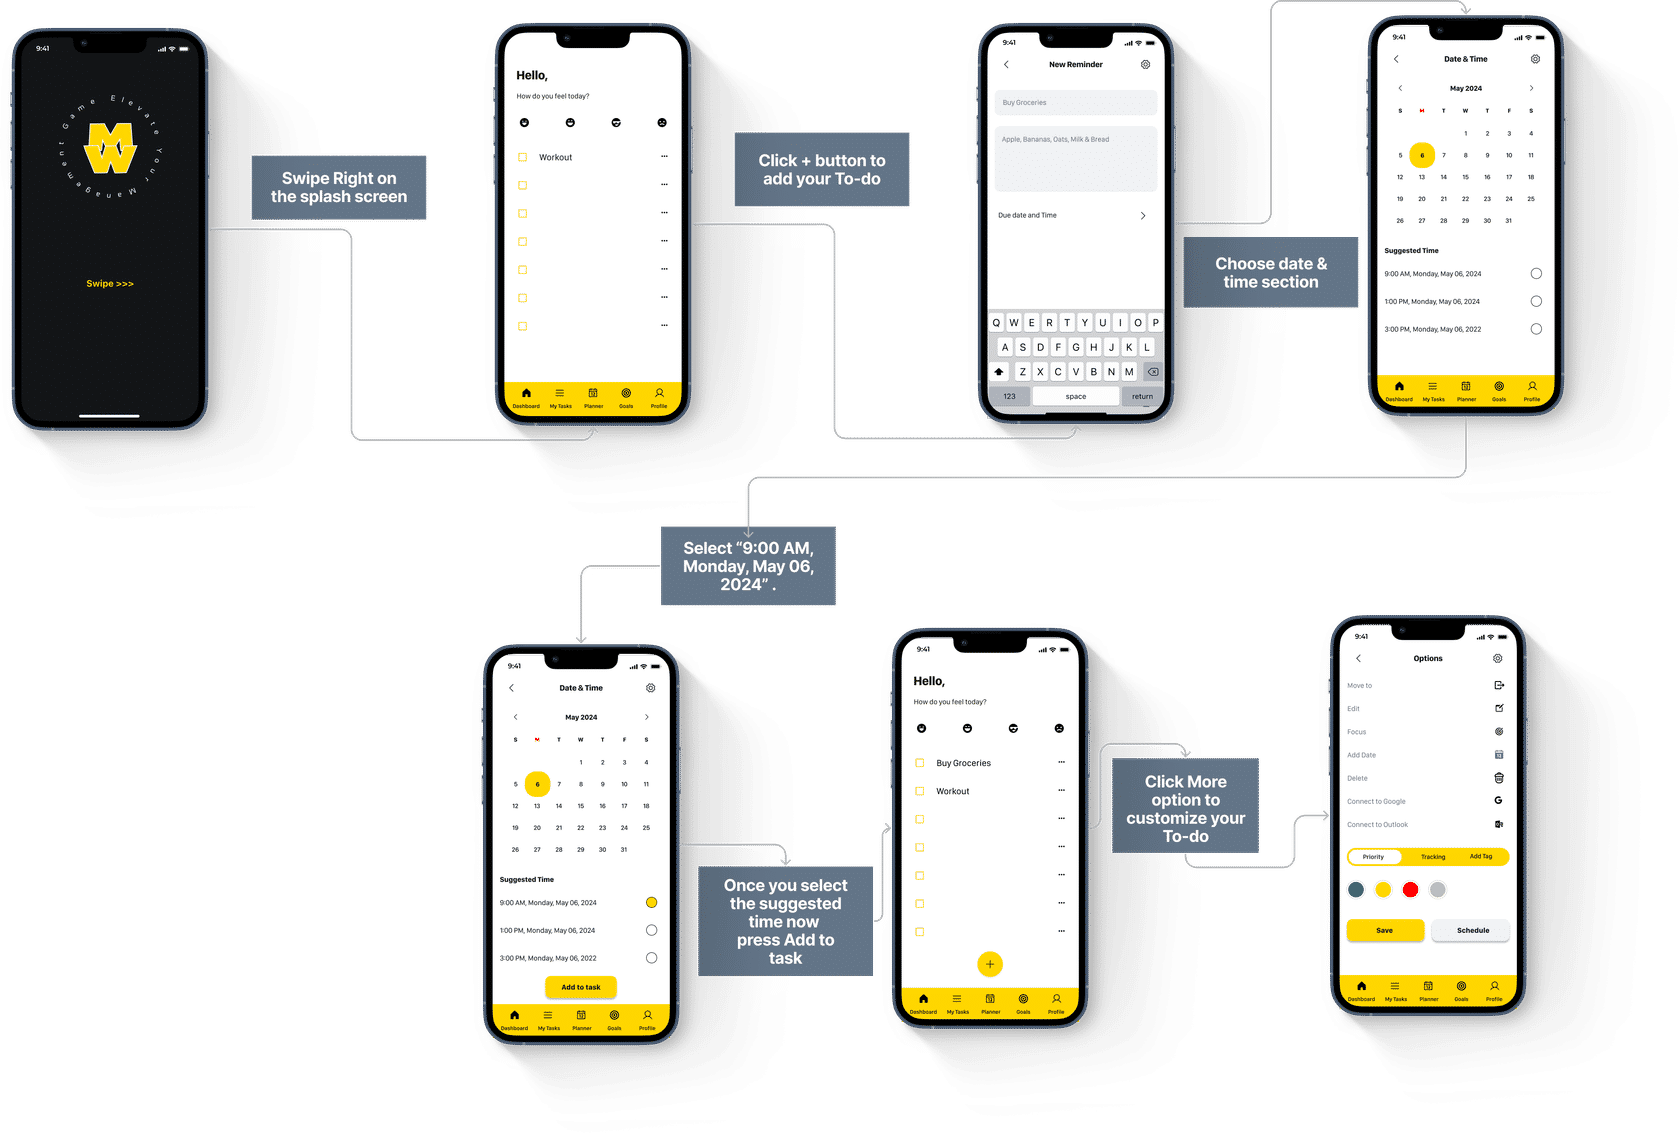 9:41
Elevate Your Management Game
MW
Swipe >>>
Swipe Right on
the splash screen
Hello,
How do you feel today?
Workout
Dashboard My Tasks Planner Goals Profile
Click + button to
add your To-do
9:41
New Reminder
Buy Groceries
Apple, Bananas, Oats, Milk & Bread
Due date and Time
Q W E R T Y U I O P
A S D F G H J K L
Z X C V B N M
123 space return
Choose date &
time section
9:41
Date & Time
May 2024
S M T W T F S
1 2 3 4
5 6 7 8 9 10 11
12 13 14 15 16 17 18
19 20 21 22 23 24 25
26 27 28 29 30 31
Suggested Time
9:00 AM, Monday, May 06, 2024
1:00 PM, Monday, May 06, 2024
3:00 PM, Monday, May 06, 2022
Dashboard My Tasks Planner Goals Profile
Select “9:00 AM,
Monday, May 06,
2024” .
9:41
Date & Time
May 2024
S M T W T F S
1 2 3 4
5 6 7 8 9 10 11
12 13 14 15 16 17 18
19 20 21 22 23 24 25
26 27 28 29 30 31
Suggested Time
9:00 AM, Monday, May 06, 2024
1:00 PM, Monday, May 06, 2024
3:00 PM, Monday, May 06, 2022
Add to task
Dashboard My Tasks Planner Goals Profile
Once you select
the suggested
time now
press Add to
task
9:41
Hello,
How do you feel today?
Buy Groceries
Workout
+
Dashboard My Tasks Planner Goals Profile
Click More
option to
customize your
To-do
9:41
Options
Move to
Edit
Focus
Add Date
Delete
Connect to Google
Connect to Outlook
Priority Tracking Add Tag
Save Schedule
Dashboard My Tasks Planner Goals Profile